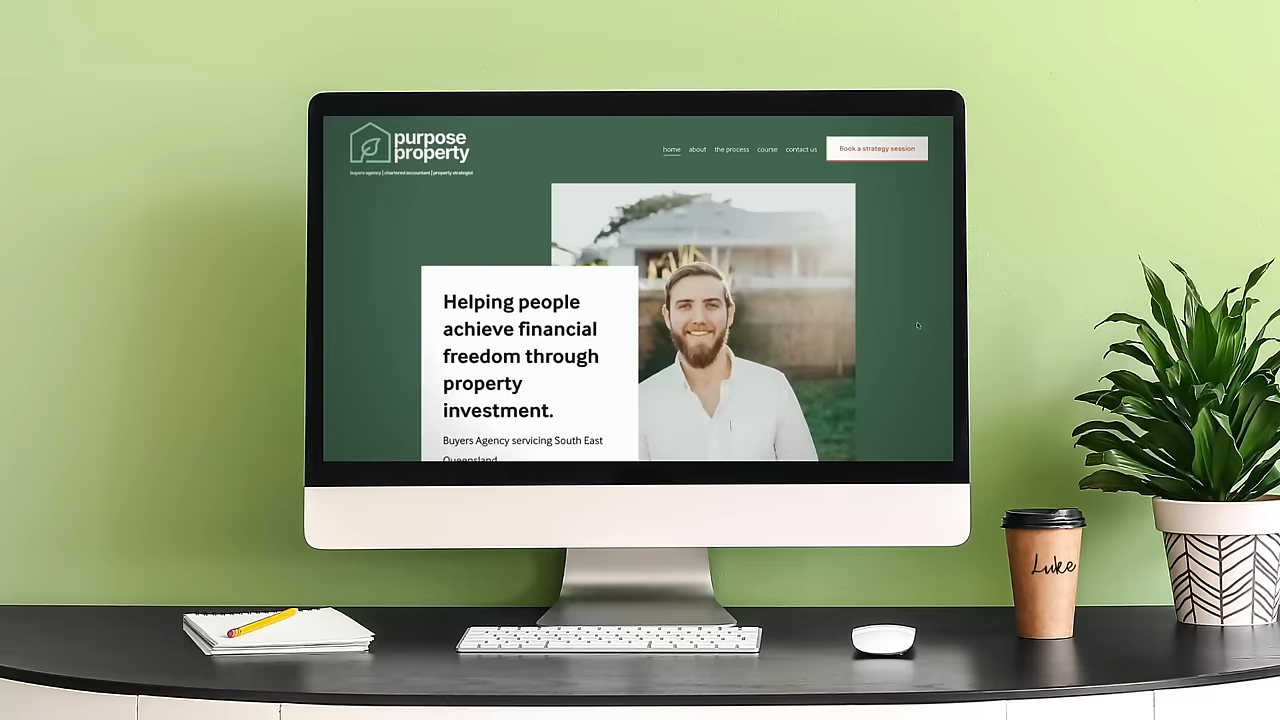 purpose
property
buyers agency | chartered accountant | property strategist
home about the process course contact us Book a strategy session
Helping people
achieve financial
freedom through
property
investment.
Buyers Agency servicing South East
Queensland
Luke